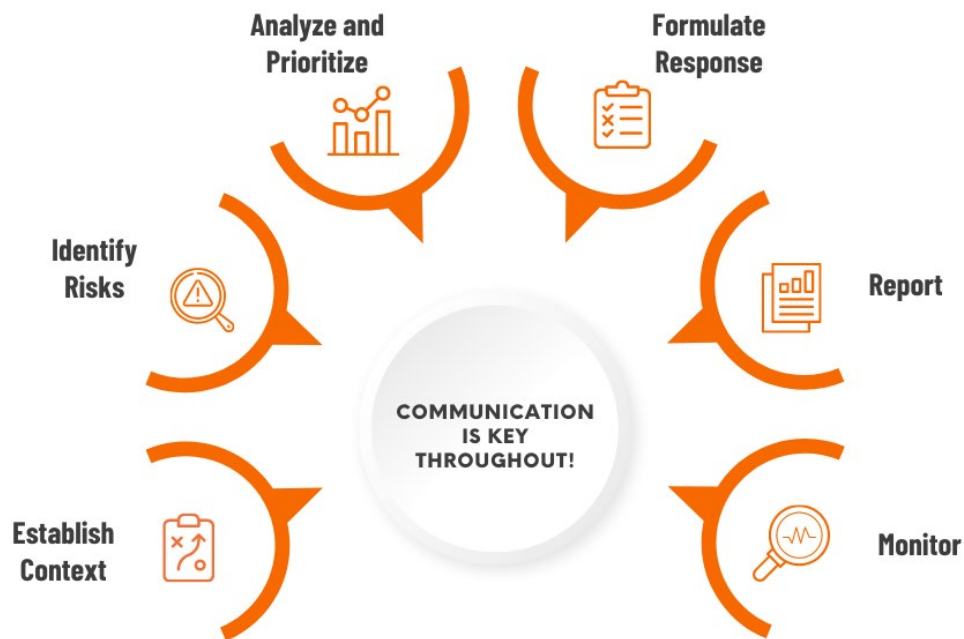 Analyze and
Prioritize
Formulate
Response
Identify
Risks
Report
COMMUNICATION
IS KEY
THROUGHOUT!
Establish
Context
Monitor